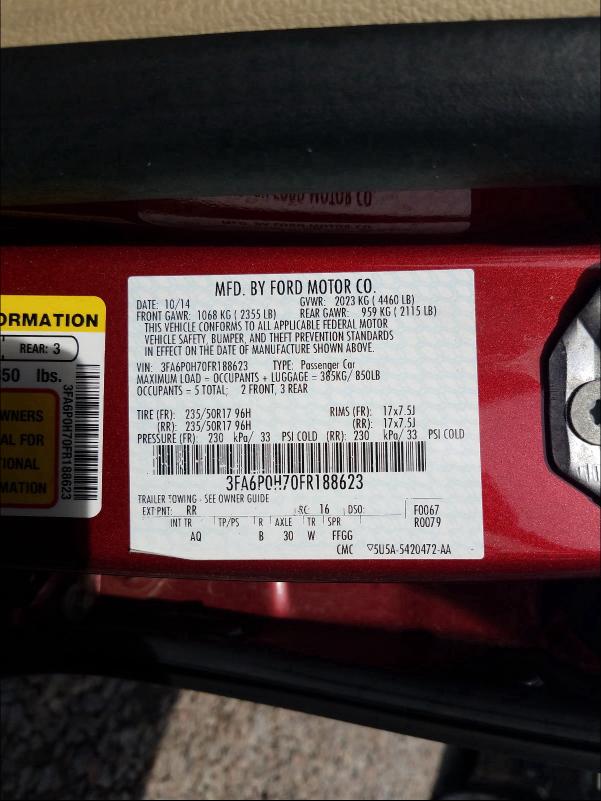 MFD. BY FORD MOTOR CO.
DATE: 10/14 GVWR: 2023 KG ( 4460 LB)
FRONT GAWR: 1068 KG ( 2355 LB) REAR GAWR: 959 KG ( 2115 LB)
THIS VEHICLE CONFORMS TO ALL APPLICABLE FEDERAL MOTOR
VEHICLE SAFETY, BUMPER, AND THEFT PREVENTION STANDARDS
IN EFFECT ON THE DATE OF MANUFACTURE SHOWN ABOVE.
VIN: 3FA6P0H70FR188623 TYPE: Passenger Car
MAXIMUM LOAD = OCCUPANTS + LUGGAGE = 385KG/ 850LB
OCCUPANTS = 5 TOTAL; 2 FRONT, 3 REAR
TIRE (FR): 235/50R17 96H RIMS (FR): 17x7.5J
(RR): 235/50R17 96H (RR): 17x7.5J
PRESSURE (FR): 230 kPa/ 33 PSI COLD (RR): 230 kPa/ 33 PSI COLD
3FA6P0H70FR188623
TRAILER TOWING - SEE OWNER GUIDE
EXT PNT: RR RC: 16 DSO: F0067
INT TR TP/PS R AXLE TR SPR R0079
AQ B 30 W FFGG
CMC 5U5A-5420472-AA
ORMATION
REAR: 3
50 lbs.
WNERS
AL FOR
TIONAL
MATION
3FA6P0H70FR188623